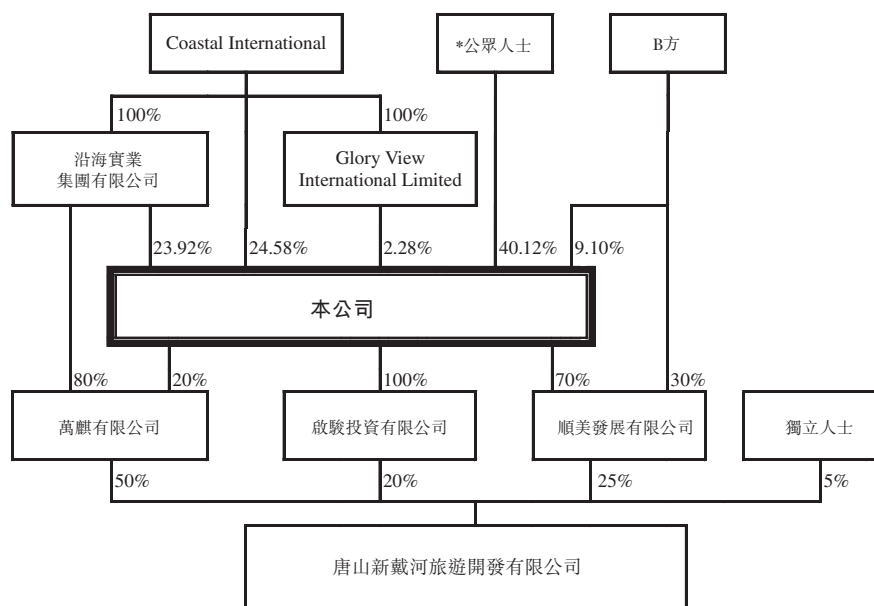 Coastal International
*公眾人士
B方
100%
100%
沿海實業
集團有限公司
Glory View
International Limited
23.92%
24.58%
2.28%
40.12%
9.10%
本公司
80%
20%
100%
70%
30%
萬麒有限公司
啟駿投資有限公司
順美發展有限公司
獨立人士
50%
20%
25%
5%
唐山新戴河旅遊開發有限公司